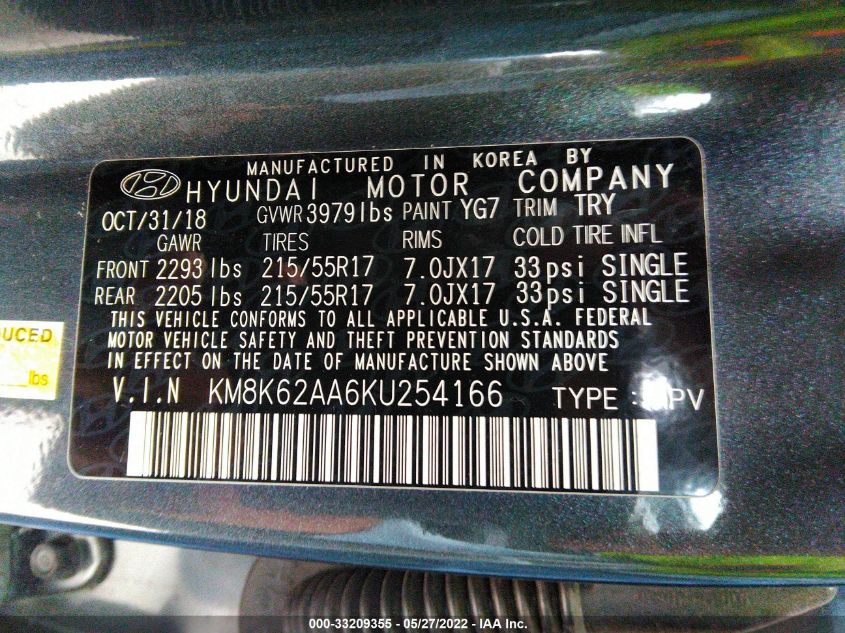 MANUFACTURED IN KOREA BY
HYUNDAI MOTOR COMPANY
OCT/31/18 GVWR 3979lbs PAINT YG7 TRIM TRY
GAWR TIRES RIMS COLD TIRE INFL
FRONT 2293 lbs 215/55R17 7.0JX17 33psi SINGLE
REAR 2205 lbs 215/55R17 7.0JX17 33psi SINGLE
THIS VEHICLE CONFORMS TO ALL APPLICABLE U.S.A. FEDERAL
MOTOR VEHICLE SAFETY AND THEFT PREVENTION STANDARDS
IN EFFECT ON THE DATE OF MANUFACTURE SHOWN ABOVE
V.I.N KM8K62AA6KU254166 TYPE :
UCED
lbs
000-33209355 - 05/27/2022 - IAA Inc.